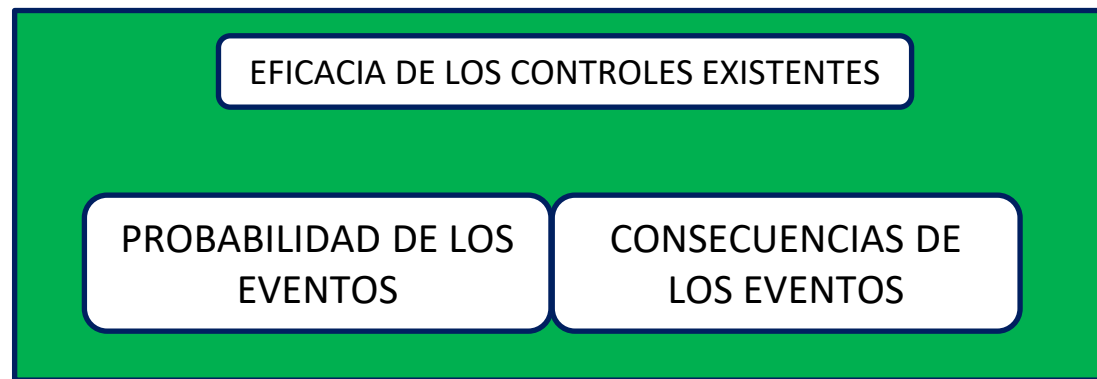 EFICACIA DE LOS CONTROLES EXISTENTES
PROBABILIDAD DE LOS
EVENTOS
CONSECUENCIAS DE
LOS EVENTOS